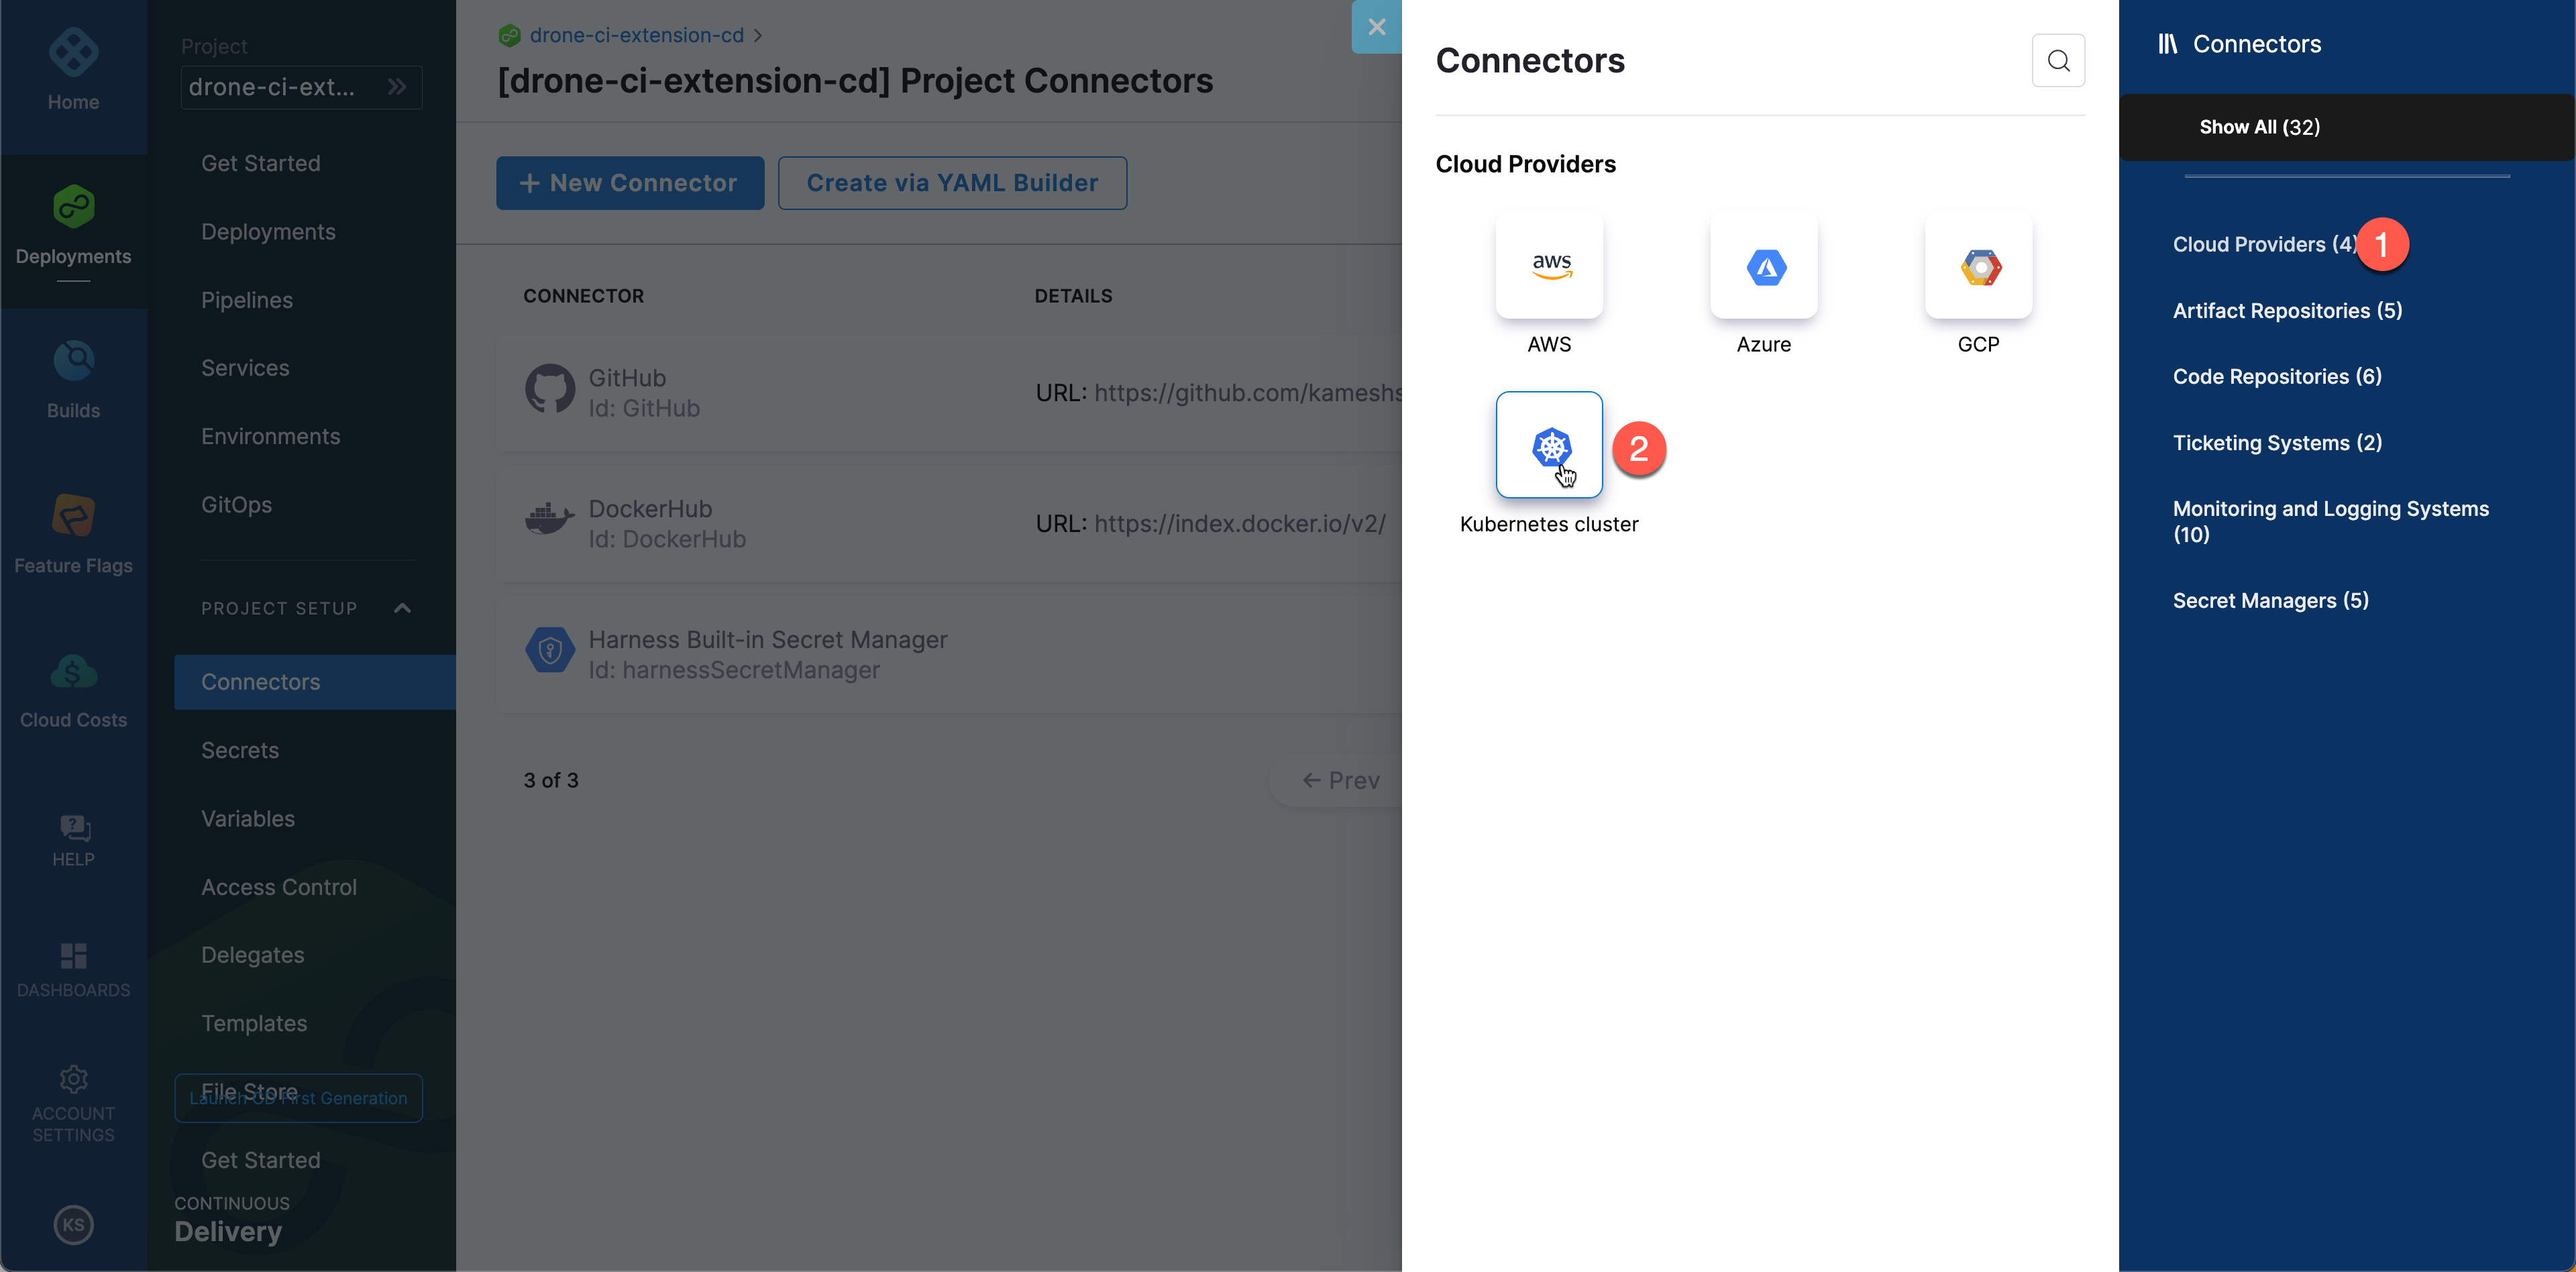 Home
Deployments
Builds
Feature Flags
Cloud Costs
HELP
DASHBOARDS
ACCOUNT
SETTINGS
KS
Project
drone-ci-ext...
Get Started
Deployments
Pipelines
Services
Environments
GitOps
PROJECT SETUP
Connectors
Secrets
Variables
Access Control
Delegates
Templates
File Store
Launch CD First Generation
Get Started
CONTINUOUS
Delivery
drone-ci-extension-cd
[drone-ci-extension-cd] Project Connectors
New Connector
Create via YAML Builder
CONNECTOR
DETAILS
GitHub
Id: GitHub
URL: https://github.com/kameshs
DockerHub
Id: DockerHub
URL: https://index.docker.io/v2/
Harness Built-in Secret Manager
Id: harnessSecretManager
3 of 3
Prev
Connectors
Cloud Providers
aws
AWS
Azure
GCP
2
Kubernetes cluster
Connectors
Show All (32)
Cloud Providers (4)
1
Artifact Repositories (5)
Code Repositories (6)
Ticketing Systems (2)
Monitoring and Logging Systems
(10)
Secret Managers (5)